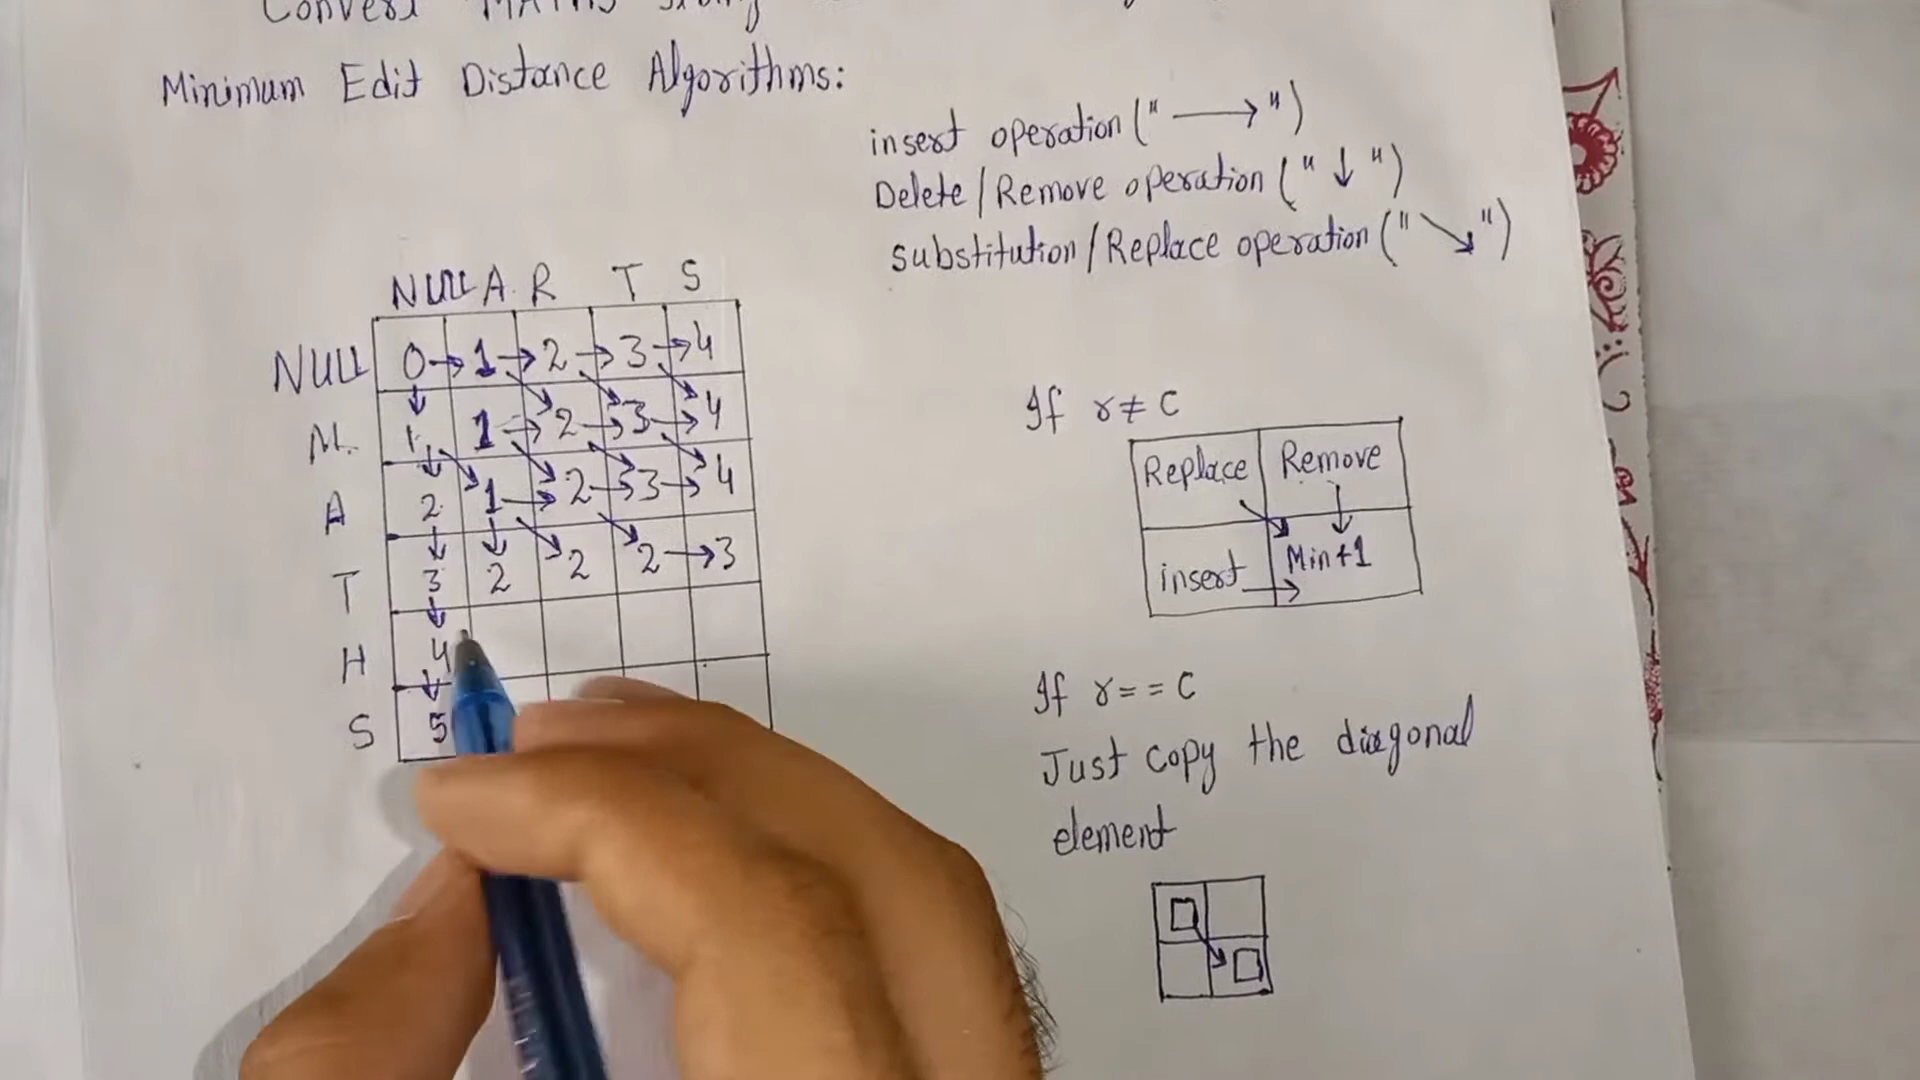 Convert MATHS
Minimum Edit Distance Algorithms:
insert operation (" → ")
Delete / Remove operation (" ↓ ")
substitution / Replace operation (" ↘ ")
NULL A R T S
NULL 0 → 1 → 2 → 3 → 4
M 1 1 → 2 → 3 → 4
A 2 1 → 2 → 3 → 4
T 3 2 2 2 → 3
H 4
S 5
If r ≠ c
Replace Remove
insert → Min+1
If r == c
Just copy the diagonal
element